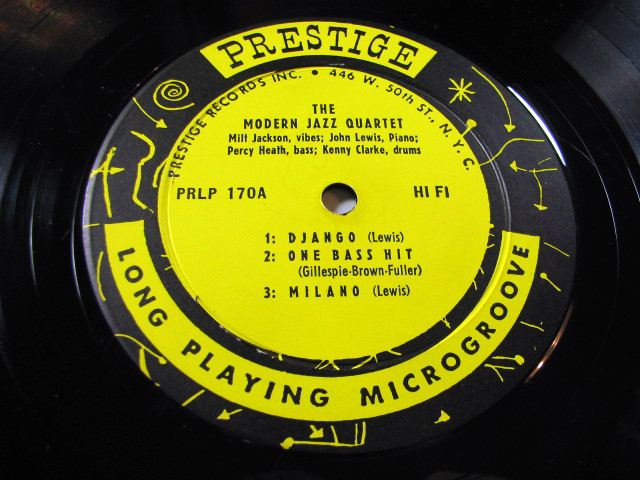 PRESTIGE
PRESTIGE RECORDS INC. • 446 W. 50th ST., N.Y.C.
THE
MODERN JAZZ QUARTET
Milt Jackson, vibes; John Lewis, Piano;
Percy Heath, bass; Kenny Clarke, drums
PRLP 170A HI FI
1: DJANGO (Lewis)
2: ONE BASS HIT
(Gillespie-Brown-Fuller)
3: MILANO (Lewis)
LONG PLAYING MICROGROOVE